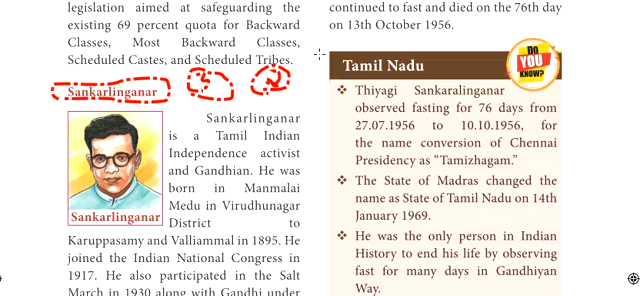 legislation aimed at safeguarding the
existing 69 percent quota for Backward
Classes, Most Backward Classes,
Scheduled Castes, and Scheduled Tribes.
Sankarlinganar
Sankarlinganar
is a Tamil Indian
Independence activist
and Gandhian. He was
born in Manmalai
Medu in Virudhunagar
District to
Sankarlinganar
Karuppasamy and Valliammal in 1895. He
joined the Indian National Congress in
1917. He also participated in the Salt
March in 1930 along with Gandhi under
continued to fast and died on the 76th day
on 13th October 1956.
Tamil Nadu
DO
YOU
KNOW?
❖ Thiyagi Sankaralinganar
observed fasting for 76 days from
27.07.1956 to 10.10.1956, for
the name conversion of Chennai
Presidency as “Tamizhagam.”
❖ The State of Madras changed the
name as State of Tamil Nadu on 14th
January 1969.
❖ He was the only person in Indian
History to end his life by observing
fast for many days in Gandhiyan
Way.